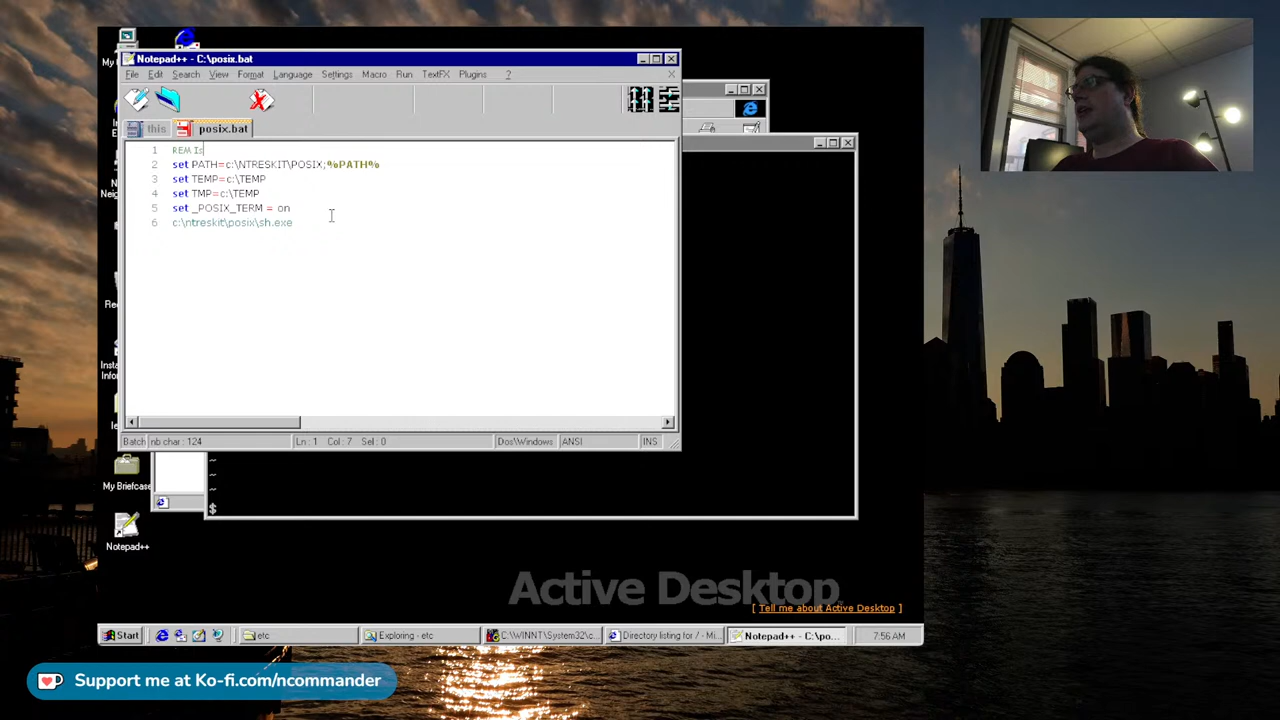 Notepad++ - C:\posix.bat
File Edit Search View Format Language Settings Macro Run TextFX Plugins ?
this posix.bat
1 REM Is
2 set PATH=c:\NTRESKIT\POSIX;%PATH%
3 set TEMP=c:\TEMP
4 set TMP=c:\TEMP
5 set _POSIX_TERM = on
6 c:\ntreskit\posix\sh.exe
Batch nb char : 124 Ln : 1 Col : 7 Sel : 0 Dos\Windows ANSI INS
~
~
~
$
My Briefcase
Notepad++
Active Desktop
[ Tell me about Active Desktop ]
Start etc Exploring - etc C:\WINNT\System32\c... Directory listing for / - Mi... Notepad++ - C:\po... 7:56 AM
Support me at Ko-fi.com/ncommander